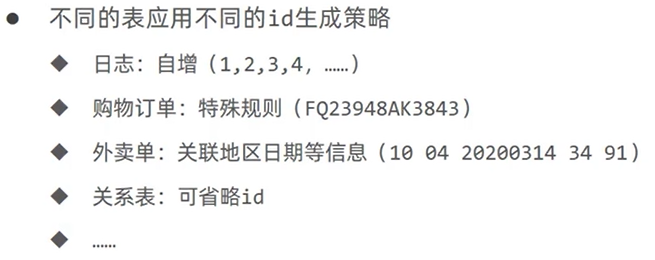 ● 不同的表应用不同的id生成策略
◆ 日志：自增（1,2,3,4，……）
◆ 购物订单：特殊规则（FQ23948AK3843）
◆ 外卖单：关联地区日期等信息（10 04 20200314 34 91）
◆ 关系表：可省略id
◆ ……